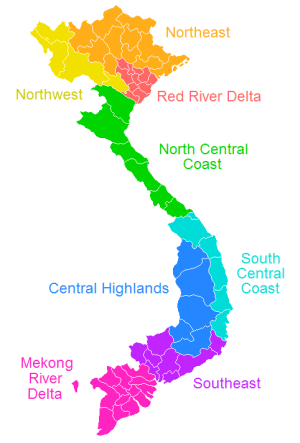 Northeast
Northwest
Red River Delta
North Central
Coast
South
Central
Coast
Central Highlands
Mekong
River
Delta
Southeast